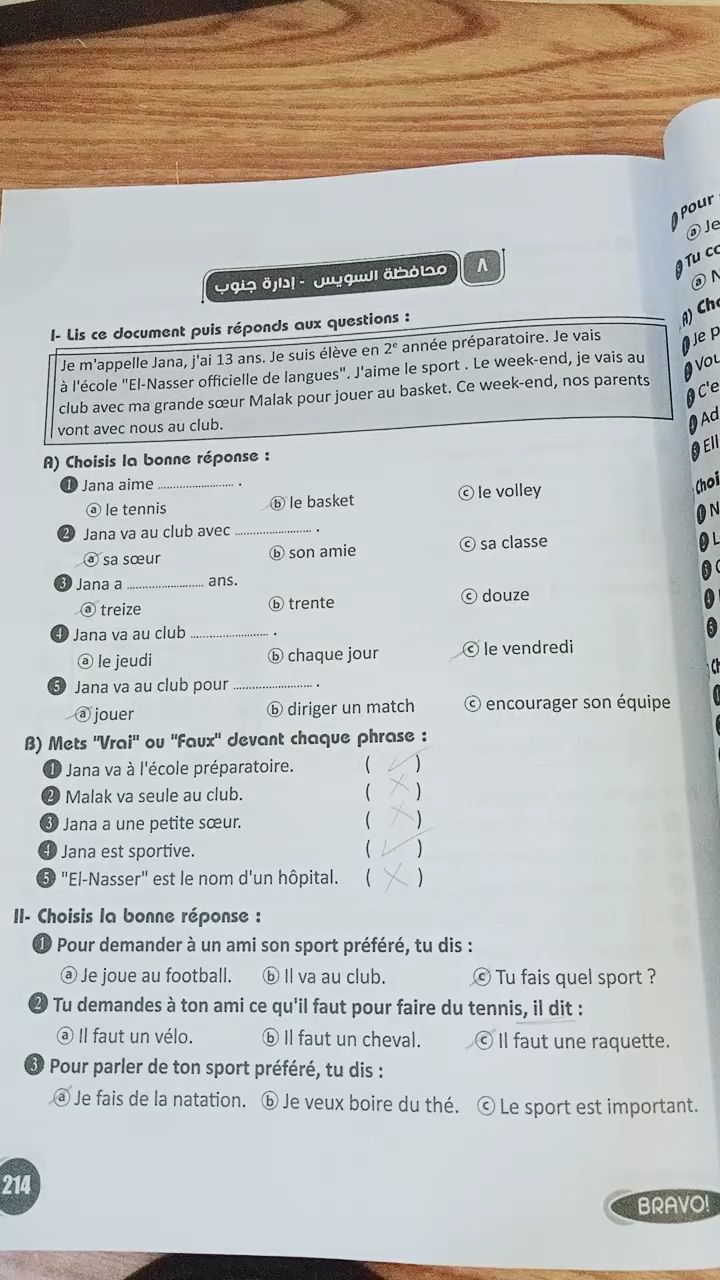 ٨ محافظة السويس - إدارة جنوب
I- Lis ce document puis réponds aux questions :
Je m'appelle Jana, j'ai 13 ans. Je suis élève en 2e année préparatoire. Je vais
à l'école "El-Nasser officielle de langues". J'aime le sport . Le week-end, je vais au
club avec ma grande sœur Malak pour jouer au basket. Ce week-end, nos parents
vont avec nous au club.
A) Choisis la bonne réponse :
1 Jana aime ........................ .
a le tennis b le basket c le volley
2 Jana va au club avec ........................ .
a sa sœur b son amie c sa classe
3 Jana a ........................ ans.
a treize b trente c douze
4 Jana va au club ........................ .
a le jeudi b chaque jour c le vendredi
5 Jana va au club pour ........................ .
a jouer b diriger un match c encourager son équipe
B) Mets "Vrai" ou "Faux" devant chaque phrase :
1 Jana va à l'école préparatoire. ( ✓ )
2 Malak va seule au club. ( X )
3 Jana a une petite sœur. ( X )
4 Jana est sportive. ( ✓ )
5 "El-Nasser" est le nom d'un hôpital. ( X )
II- Choisis la bonne réponse :
1 Pour demander à un ami son sport préféré, tu dis :
a Je joue au football. b Il va au club. c Tu fais quel sport ?
2 Tu demandes à ton ami ce qu'il faut pour faire du tennis, il dit :
a Il faut un vélo. b Il faut un cheval. c Il faut une raquette.
3 Pour parler de ton sport préféré, tu dis :
a Je fais de la natation. b Je veux boire du thé. c Le sport est important.
214
BRAVO!
Pour
a Je
Tu
a
A)
Je
C'e
Ad
Ell